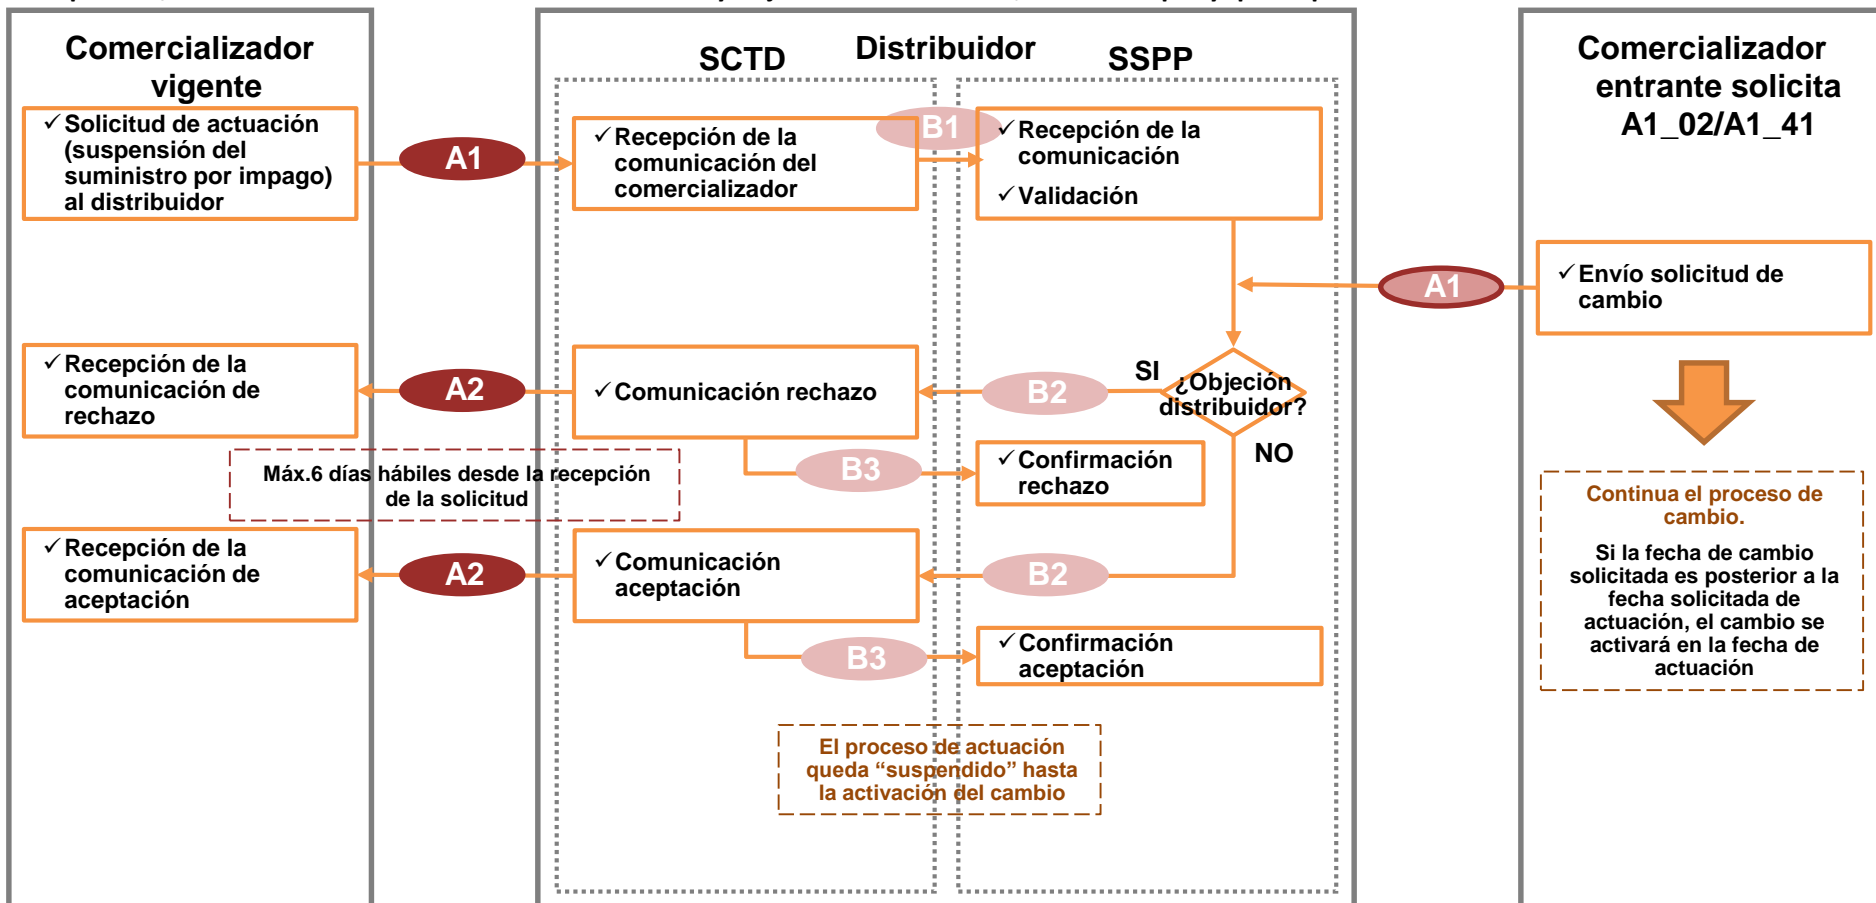 Comercializador
vigente
Solicitud de actuación
(suspensión del
suministro por impago)
al distribuidor
A1
Distribuidor
SCTD
SSPP
Recepción de la
comunicación del
comercializador
B1
Recepción de la
comunicación
Validación
Comercializador
entrante solicita
A1_02/A1_41
A1
Envío solicitud de
cambio
Recepción de la
comunicación de
rechazo
A2
Comunicación rechazo
B2
SI
¿Objeción
distribuidor?
NO
B3
Confirmación
rechazo
Máx.6 días hábiles desde la recepción
de la solicitud
Recepción de la
comunicación de
aceptación
A2
Comunicación
aceptación
B2
B3
Confirmación
aceptación
El proceso de actuación
queda “suspendido” hasta
la activación del cambio
Continua el proceso de
cambio.
Si la fecha de cambio
solicitada es posterior a la
fecha solicitada de
actuación, el cambio se
activará en la fecha de
actuación